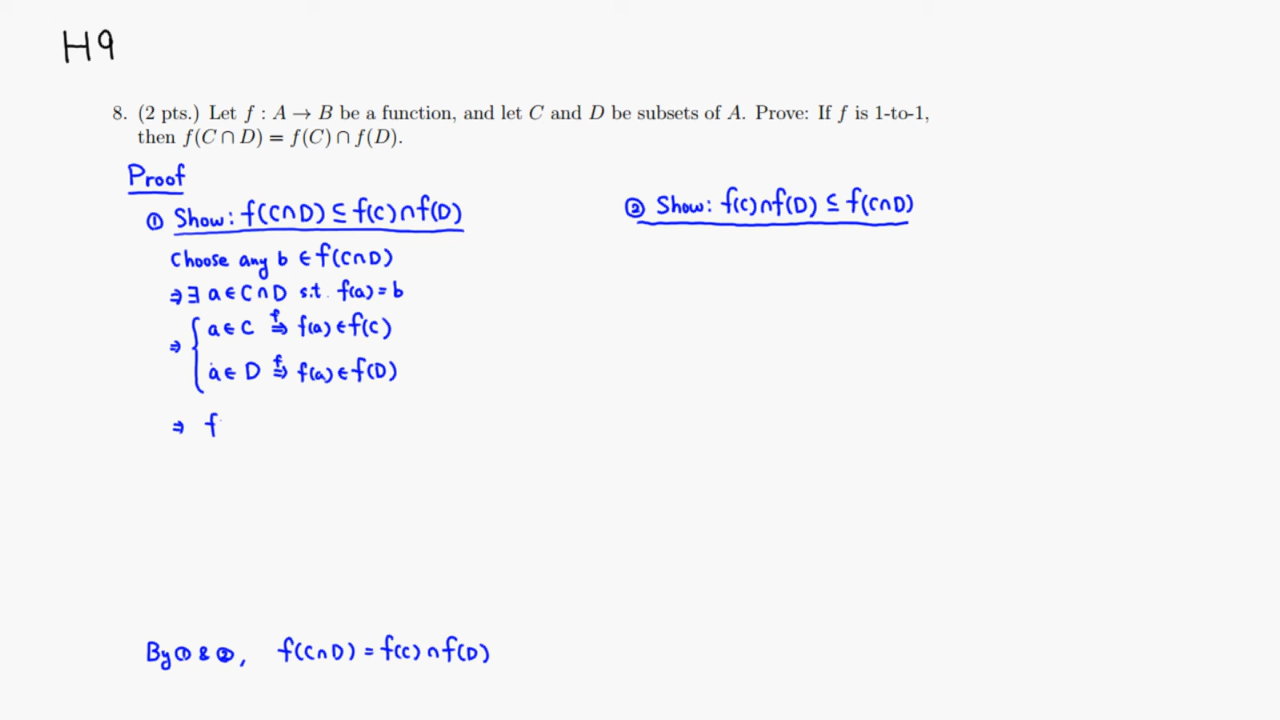 H9
8. (2 pts.) Let f : A → B be a function, and let C and D be subsets of A. Prove: If f is 1-to-1,
then f(C ∩ D) = f(C) ∩ f(D).
Proof
① Show: f(C∩D) ⊆ f(C)∩f(D)
Choose any b ∈ f(C∩D)
⇒ ∃ a ∈ C∩D s.t. f(a) = b
⇒ { a ∈ C ⇒^f f(a) ∈ f(C)
a ∈ D ⇒^f f(a) ∈ f(D)
⇒ f
② Show: f(C)∩f(D) ⊆ f(C∩D)
By ① & ②, f(C∩D) = f(C)∩f(D)